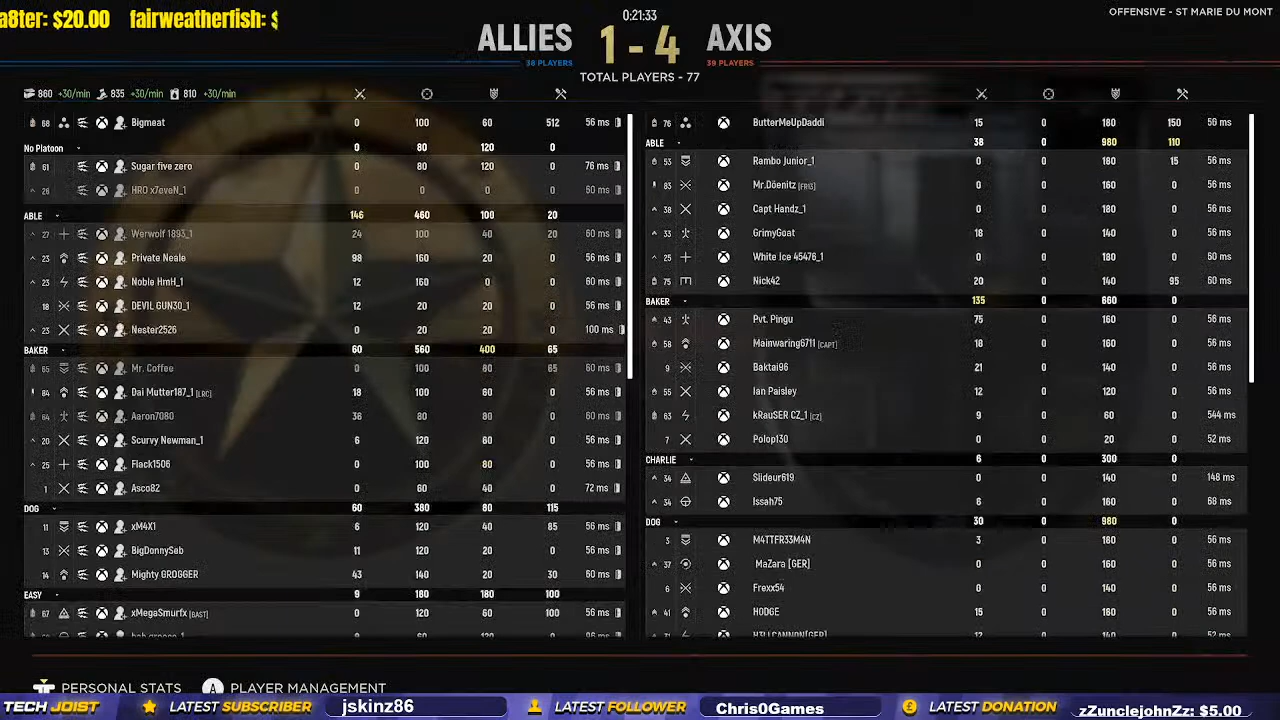 a8ter: $20.00 fairweatherfish: $
0:21:33
OFFENSIVE - ST MARIE DU MONT
ALLIES 1 - 4 AXIS
38 PLAYERS 39 PLAYERS
TOTAL PLAYERS - 77
860 +30/min 835 +30/min 810 +30/min
68 Bigmeat 0 100 60 512 56 ms
No Platoon 0 80 120 0
61 Sugar five zero 0 80 120 0 76 ms
26 HRO x7eveN_1 0 0 0 0 60 ms
ABLE 146 460 100 20
27 Werwolf 1893_1 24 100 40 20 60 ms
23 Private Neale 98 160 20 0 56 ms
23 Noble HmH_1 12 160 0 0 60 ms
18 DEVIL GUN30_1 12 20 20 0 56 ms
23 Nester2526 0 20 20 0 100 ms
BAKER 60 560 400 65
65 Mr. Coffee 0 100 80 65 60 ms
84 Dai Mutter187_1 [LRC] 18 100 60 0 56 ms
64 Aaron7080 36 80 80 0 60 ms
20 Scurvy Newman_1 6 120 60 0 56 ms
25 Flack1506 0 100 80 0 56 ms
1 Asco82 0 60 40 0 72 ms
DOG 60 380 80 115
11 xM4X1 6 120 40 85 56 ms
13 BigDonnySeb 11 120 20 0 56 ms
14 Mighty GROGGER 43 140 20 30 60 ms
EASY 9 180 180 100
67 xMegaSmurfx [BAST] 0 120 60 100 56 ms
76 ButterMeUpDaddi 15 0 180 150 56 ms
ABLE 38 0 980 110
53 Rambo Junior_1 0 0 180 15 56 ms
83 Mr.Döenitz [FR13] 0 0 160 0 56 ms
38 Capt Handz_1 0 0 180 0 56 ms
33 GrimyGoat 18 0 140 0 56 ms
25 White Ice 45476_1 0 0 180 0 60 ms
75 Nick42 20 0 140 95 60 ms
BAKER 135 0 660 0
43 Pvt. Pingu 75 0 160 0 56 ms
58 Mainwaring6711 [CAPT] 18 0 160 0 56 ms
9 Baktai96 21 0 140 0 56 ms
55 Ian Paisley 12 0 120 0 56 ms
63 kRauSER CZ_1 [CZ] 9 0 60 0 544 ms
7 Polop130 0 0 20 0 52 ms
CHARLIE 6 0 300 0
34 Slideur619 0 0 140 0 148 ms
34 Issah75 6 0 160 0 68 ms
DOG 30 0 980 0
3 M4TTFR33M4N 3 0 180 0 56 ms
37 MaZara [GER] 0 0 160 0 56 ms
6 Frexx54 0 0 140 0 56 ms
41 HODGE 15 0 160 0 56 ms
12 0 140 0 52 ms
PERSONAL STATS A PLAYER MANAGEMENT
TECH JOIST LATEST SUBSCRIBER jskinz86 LATEST FOLLOWER Chris0Games LATEST DONATION zZunclejohnZz: $5.00